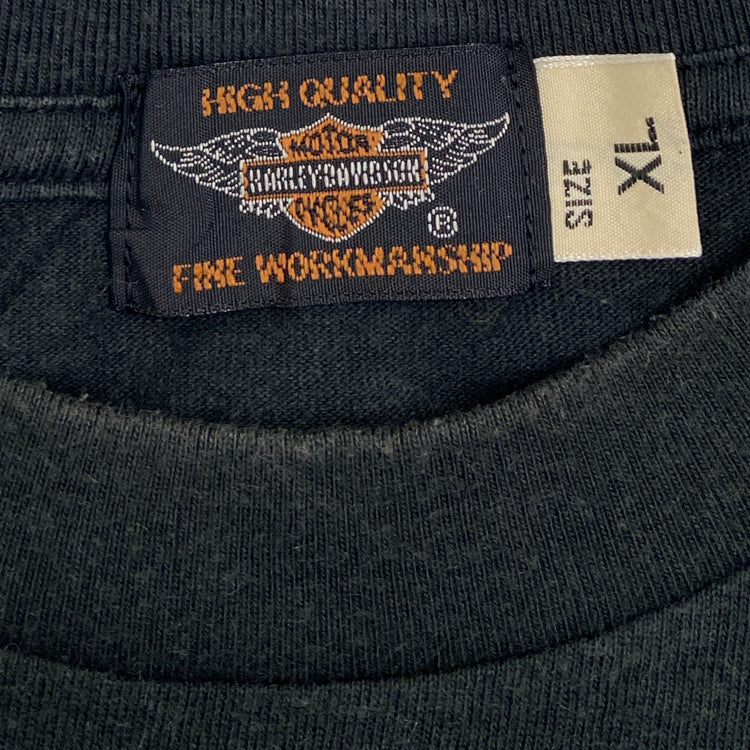 HIGH QUALITY
MOTOR
HARLEY-DAVIDSON
CYCLES
®
FINE WORKMANSHIP
SIZE
XL